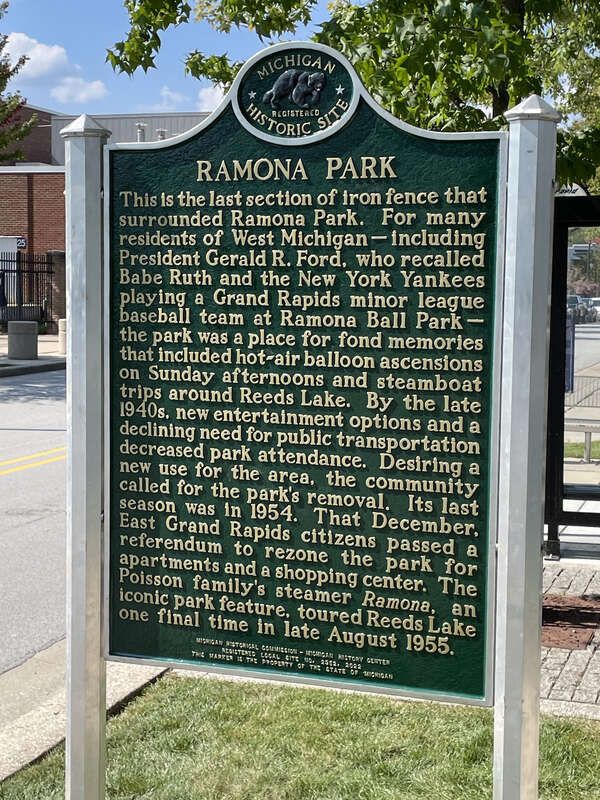 MICHIGAN
REGISTERED
HISTORIC SITE
RAMONA PARK
This is the last section of iron fence that
surrounded Ramona Park. For many
residents of West Michigan—including
President Gerald R. Ford, who recalled
Babe Ruth and the New York Yankees
playing a Grand Rapids minor league
baseball team at Ramona Ball Park—
the park was a place for fond memories
that included hot-air balloon ascensions
on Sunday afternoons and steamboat
trips around Reeds Lake. By the late
1940s, new entertainment options and a
declining need for public transportation
decreased park attendance. Desiring a
new use for the area, the community
called for the park's removal. Its last
season was in 1954. That December,
East Grand Rapids citizens passed a
referendum to rezone the park for
apartments and a shopping center. The
Poisson family's steamer Ramona, an
iconic park feature, toured Reeds Lake
one final time in late August 1955.
MICHIGAN HISTORICAL COMMISSION – MICHIGAN HISTORY CENTER
REGISTERED LOCAL SITE NO. , 2022
THIS MARKER IS THE PROPERTY OF THE STATE OF MICHIGAN
25